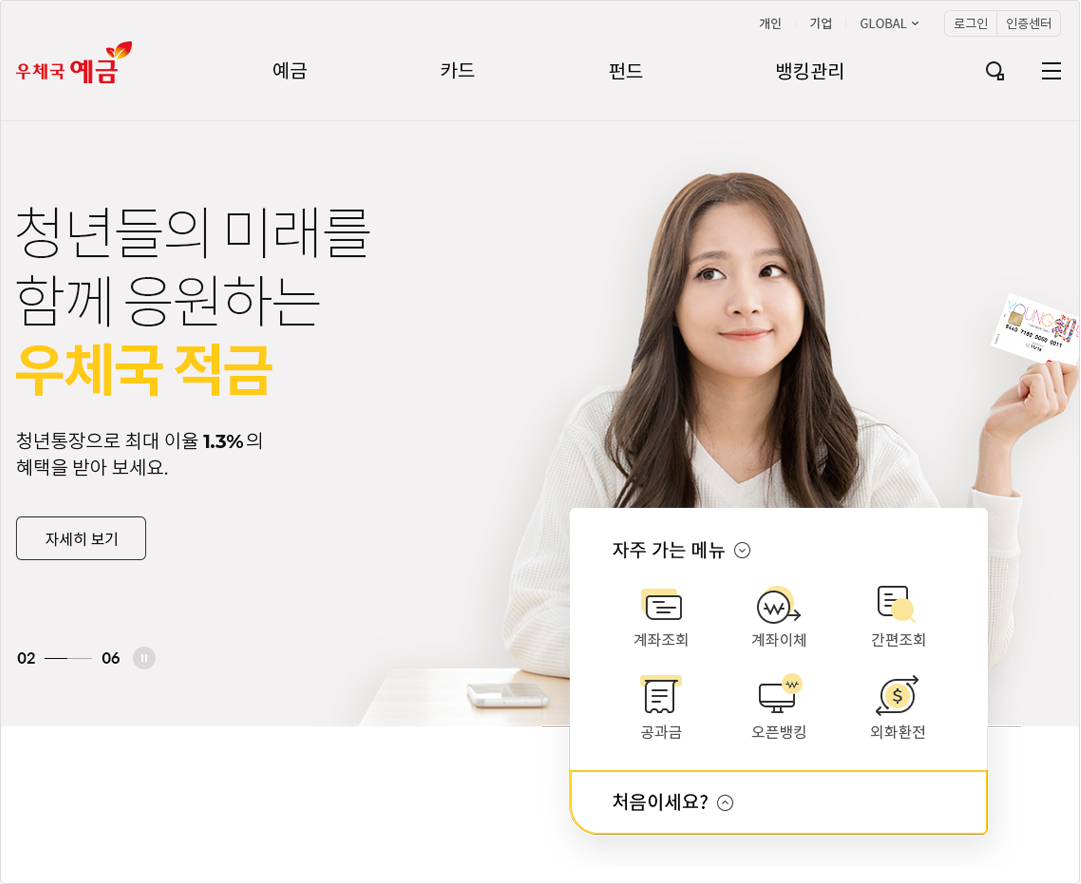 개인
기업
GLOBAL
로그인
인증센터
우체국 예금
예금
카드
펀드
뱅킹관리
청년들의 미래를
함께 응원하는
우체국 적금
청년통장으로 최대 이율 1.3%의
혜택을 받아 보세요.
자세히 보기
02
06
YOUNG
9440 7150 0000 0011
자주 가는 메뉴
계좌조회
계좌이체
간편조회
공과금
오픈뱅킹
외화환전
처음이세요?